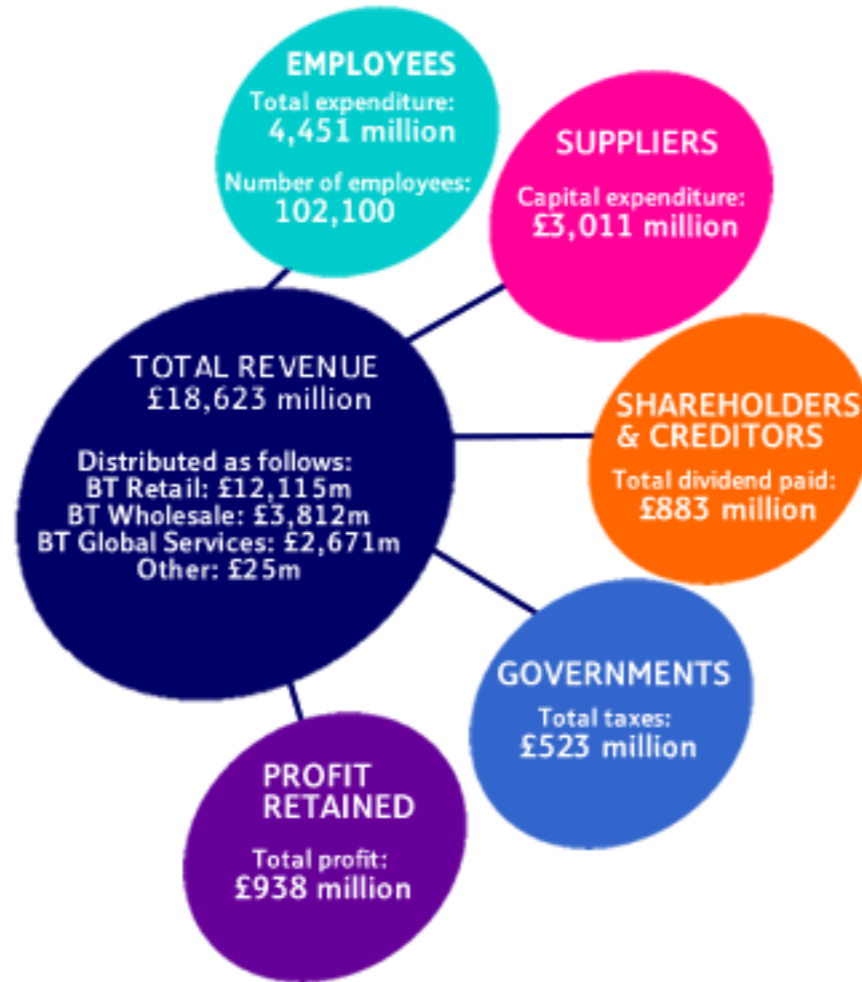 EMPLOYEES
Total expenditure:
4,451 million
Number of employees:
102,100
SUPPLIERS
Capital expenditure:
£3,011 million
TOTAL REVENUE
£18,623 million
Distributed as follows:
BT Retail: £12,115m
BT Wholesale: £3,812m
BT Global Services: £2,671m
Other: £25m
SHAREHOLDERS
& CREDITORS
Total dividend paid:
£883 million
GOVERNMENTS
Total taxes:
£523 million
PROFIT
RETAINED
Total profit:
£938 million